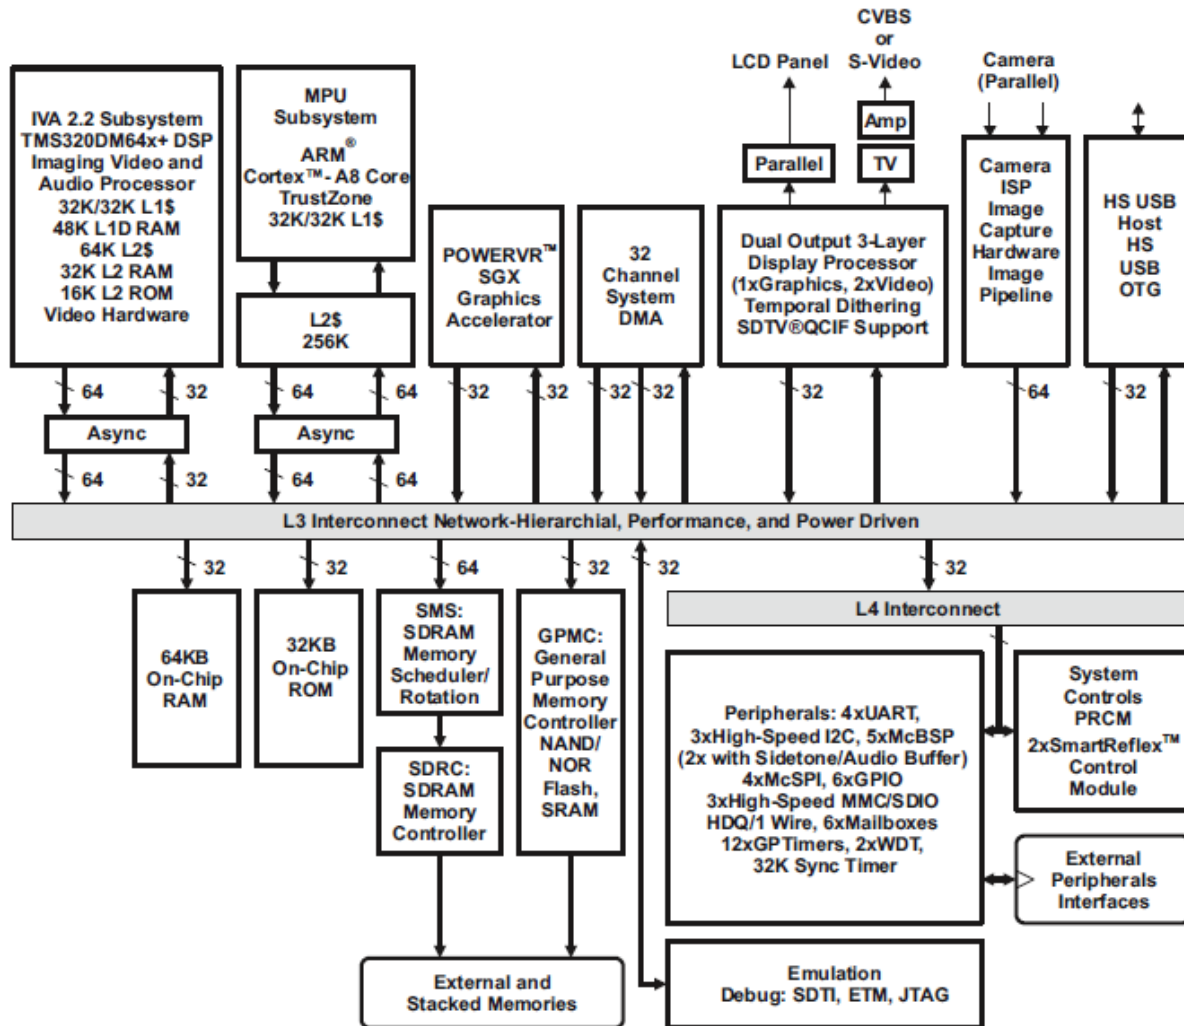 CVBS
or
S-Video
LCD Panel
Camera
(Parallel)
Amp
Parallel
TV
IVA 2.2 Subsystem
TMS320DM64x+ DSP
Imaging Video and
Audio Processor
32K/32K L1$
48K L1D RAM
64K L2$
32K L2 RAM
16K L2 ROM
Video Hardware
MPU
Subsystem
ARM®
Cortex™- A8 Core
TrustZone
32K/32K L1$
L2$
256K
POWERVR™
SGX
Graphics
Accelerator
32
Channel
System
DMA
Dual Output 3-Layer
Display Processor
(1xGraphics, 2xVideo)
Temporal Dithering
SDTV®QCIF Support
Camera
ISP
Image
Capture
Hardware
Image
Pipeline
HS USB
Host
HS
USB
OTG
64
32
64
64
32
32
32
32
32
64
32
Async
Async
64
32
64
64
L3 Interconnect Network-Hierarchial, Performance, and Power Driven
32
32
64
32
32
32
64KB
On-Chip
RAM
32KB
On-Chip
ROM
SMS:
SDRAM
Memory
Scheduler/
Rotation
SDRC:
SDRAM
Memory
Controller
GPMC:
General
Purpose
Memory
Controller
NAND/
NOR
Flash,
SRAM
L4 Interconnect
Peripherals: 4xUART,
3xHigh-Speed I2C, 5xMcBSP
(2x with Sidetone/Audio Buffer)
4xMcSPI, 6xGPIO
3xHigh-Speed MMC/SDIO
HDQ/1 Wire, 6xMailboxes
12xGPTimers, 2xWDT,
32K Sync Timer
System
Controls
PRCM
2xSmartReflex™
Control
Module
External
Peripherals
Interfaces
External and
Stacked Memories
Emulation
Debug: SDTI, ETM, JTAG